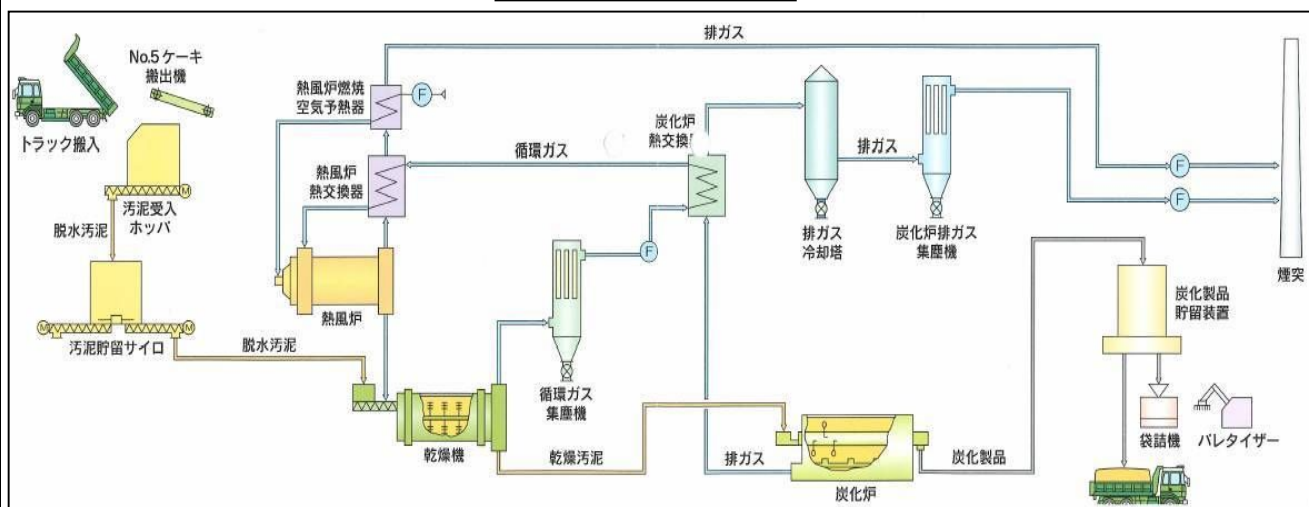 排ガス
No.5 ケーキ
搬出機
トラック搬入
熱風炉燃焼
空気予熱器
F
汚泥受入
ホッパ
M
脱水汚泥
熱風炉
熱交換器
循環ガス
炭化炉
熱交換
排ガス
F
F
F
排ガス
冷却塔
炭化炉排ガス
集塵機
煙突
熱風炉
M
M
汚泥貯留サイロ
脱水汚泥
循環ガス
集塵機
炭化製品
貯留装置
乾燥機
乾燥汚泥
排ガス
炭化炉
炭化製品
袋詰機
パレタイザー